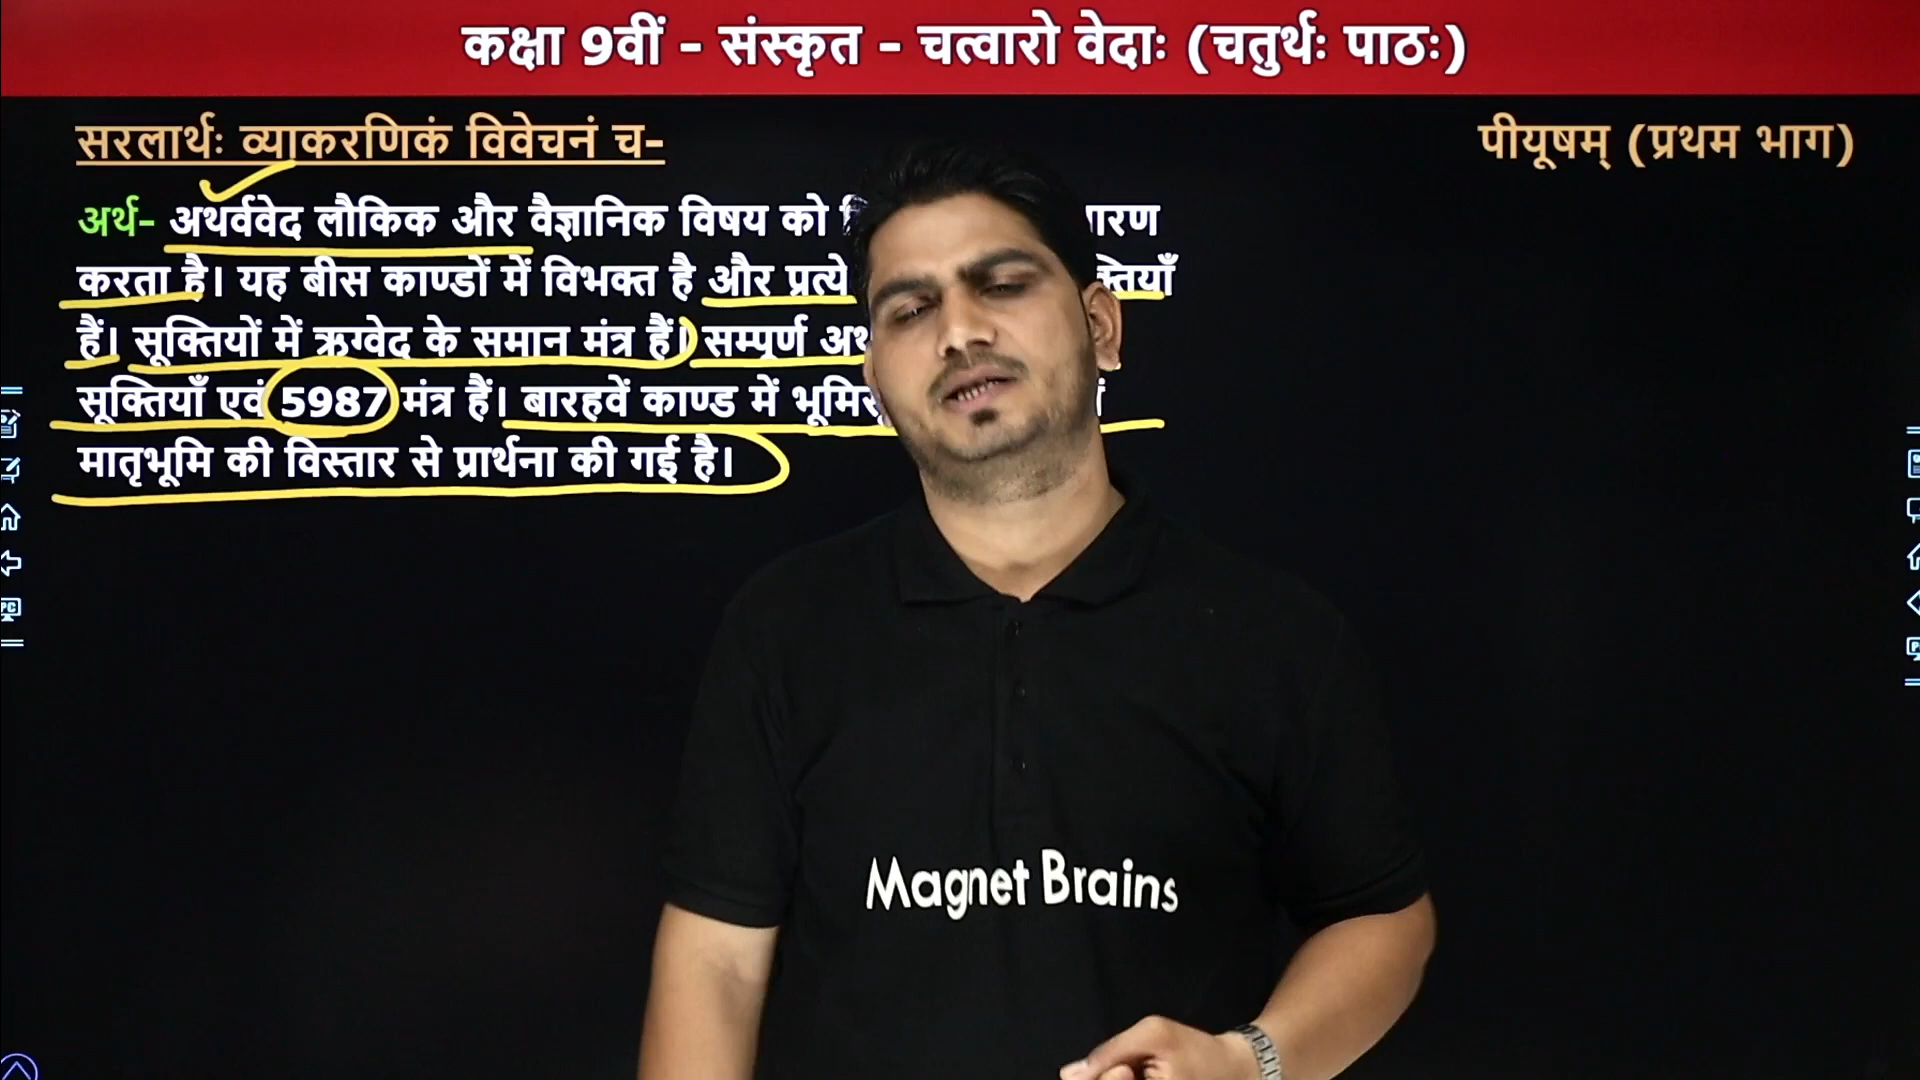 कक्षा 9वीं - संस्कृत - चत्वारो वेदाः (चतुर्थः पाठः)
सरलार्थः व्याकरणिकं विवेचनं च-
पीयूषम् (प्रथम भाग)
अर्थ- अथर्ववेद लौकिक और वैज्ञानिक विषय को
करता है। यह बीस काण्डों में विभक्त है और
हैं। सूक्तियों में ऋग्वेद के समान मंत्र हैं। सम्पूर्ण
सूक्तियाँ एवं 5987 मंत्र हैं। बारहवें काण्ड में
मातृभूमि की विस्तार से प्रार्थना की गई है।
Magnet Brains